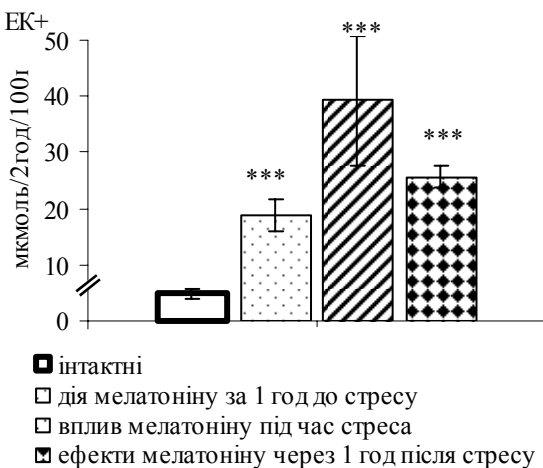 ЕК+
мкмоль/2год/100г
50
40
30
20
10
0
***
***
***
інтактні
дія мелатоніну за 1 год до стресу
вплив мелатоніну під час стреса
ефекти мелатоніну через 1 год після стресу